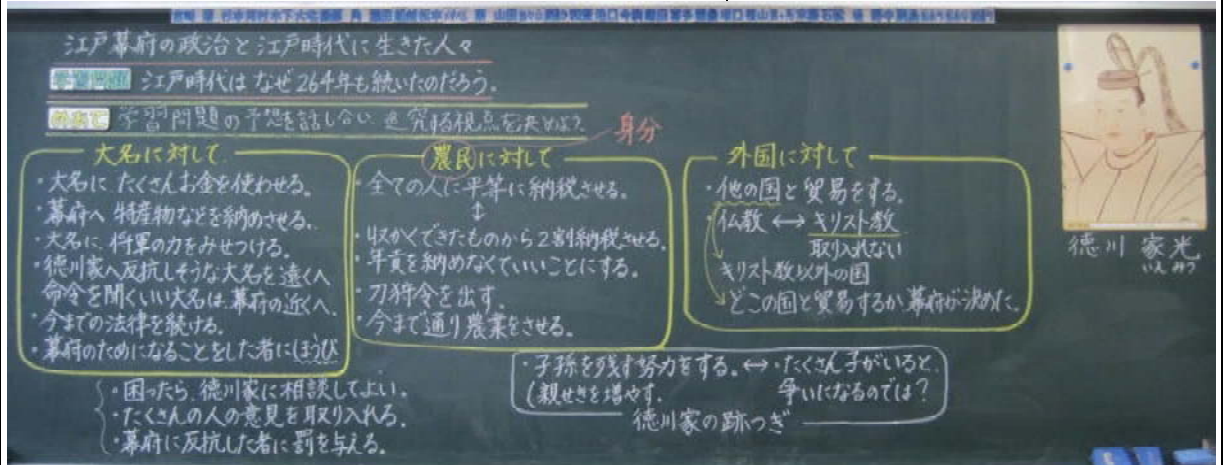 江戸幕府の政治と江戸時代に生きた人々
学習問題 江戸時代はなぜ264年も続いたのだろう。
めあて 学習問題の予想を話し合い、追究する視点を決めよう。
身分
大名に対して
・大名にたくさんお金を使わせる。
・幕府へ特産物などを納めさせる。
・大名に、将軍の力をみせつける。
・徳川家へ反抗しそうな大名を遠くへ
命令を聞くいい大名は、幕府の近くへ。
・今までの法律を続ける。
・幕府のためになることをした者にほうび
・困ったら、徳川家に相談してよい。
・たくさんの人の意見を取り入れる。
・幕府に反抗した者に罰を与える。
農民に対して
・全ての人に平等に納税させる。
↕
・収かくできたものから2割納税させる。
・年貢を納めなくていいことにする。
・刀狩令を出す。
・今まで通り農業をさせる。
外国に対して
・他の国と貿易をする。
・仏教 ↔ キリスト教
取り入れない
キリスト教以外の国
どこの国と貿易するか幕府が決めた。
・子孫を残す努力をする。↔・たくさん子がいると、
(親せきを増やす. 争いになるのでは?
徳川家の跡つぎ
徳川 家光
いえ みつ